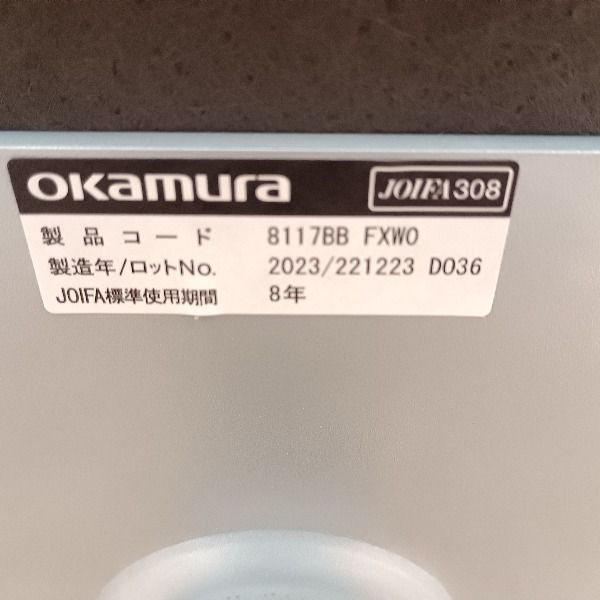 okamura JOIFA308
製品コード 8117BB FXW0
製造年/ロットNo. 2023/221223 D036
JOIFA標準使用期間 8年